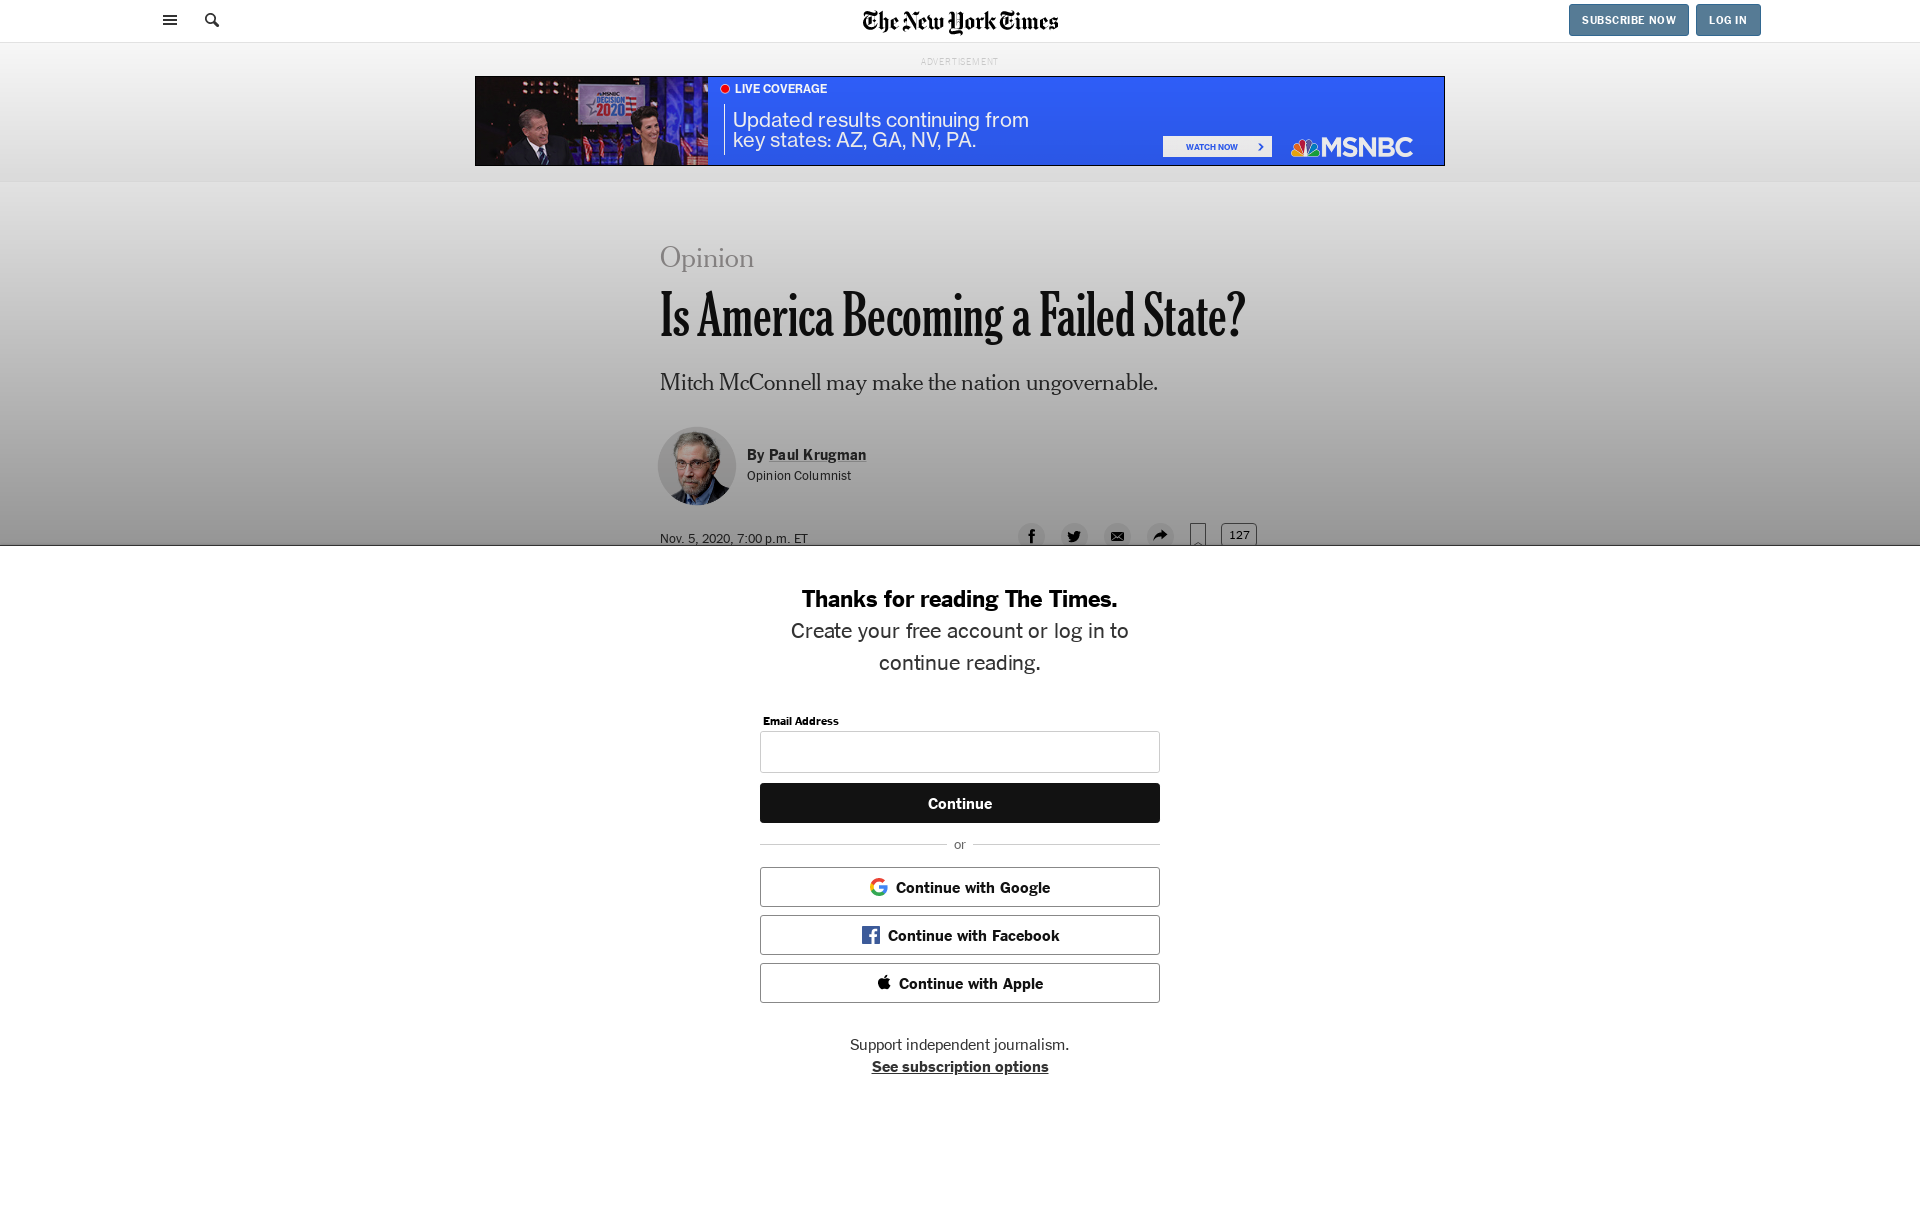 The New York Times
SUBSCRIBE NOW
LOG IN
ADVERTISEMENT
MSNBC
DECISION
2020
LIVE COVERAGE
Updated results continuing from
key states: AZ, GA, NV, PA.
WATCH NOW
MSNBC
Opinion
Is America Becoming a Failed State?
Mitch McConnell may make the nation ungovernable.
By Paul Krugman
Opinion Columnist
Nov. 5, 2020, 7:00 p.m. ET
127
Thanks for reading The Times.
Create your free account or log in to
continue reading.
Email Address
Continue
or
Continue with Google
Continue with Facebook
Continue with Apple
Support independent journalism.
See subscription options